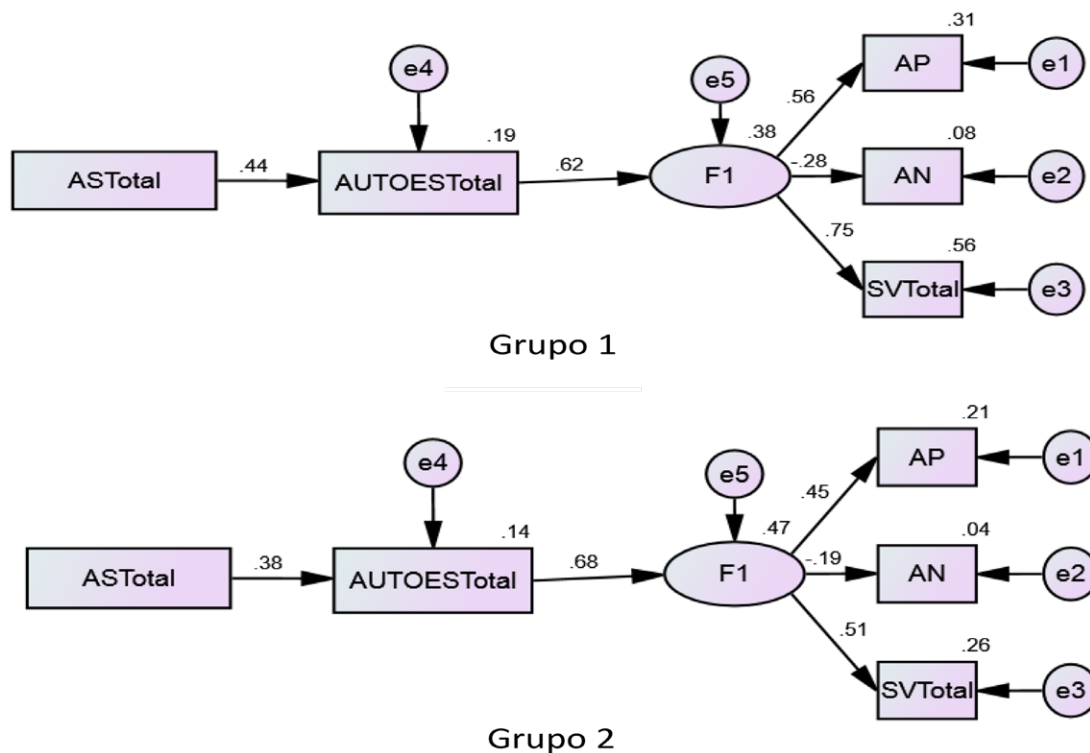 .31
e4
e5
AP
e1
.56
.19
.38
.08
ASTotal
.44
AUTOESTotal
.62
F1
-.28
AN
e2
.75
.56
SVTotal
e3
Grupo 1
.21
e4
e5
AP
e1
.45
.14
.47
.04
ASTotal
.38
AUTOESTotal
.68
F1
-.19
AN
e2
.51
.26
SVTotal
e3
Grupo 2